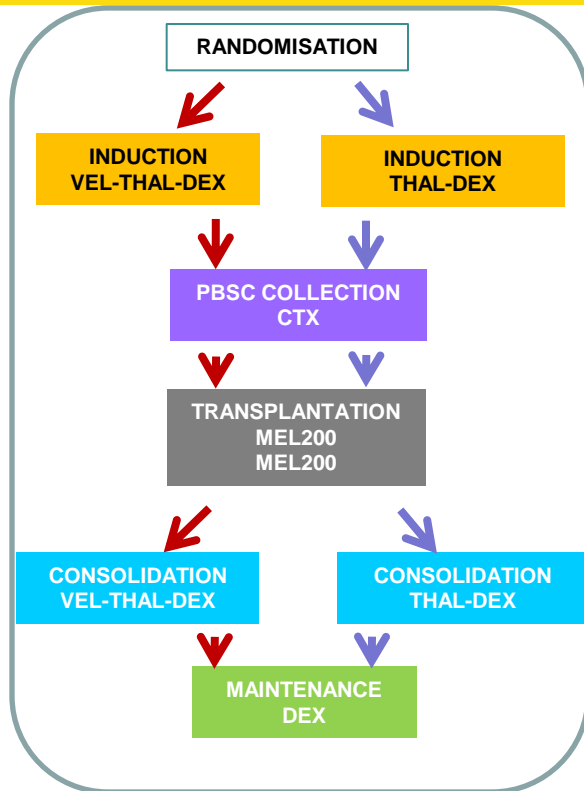 RANDOMISATION
INDUCTION
VEL-THAL-DEX
INDUCTION
THAL-DEX
PBSC COLLECTION
CTX
TRANSPLANTATION
MEL200
MEL200
CONSOLIDATION
VEL-THAL-DEX
CONSOLIDATION
THAL-DEX
MAINTENANCE
DEX